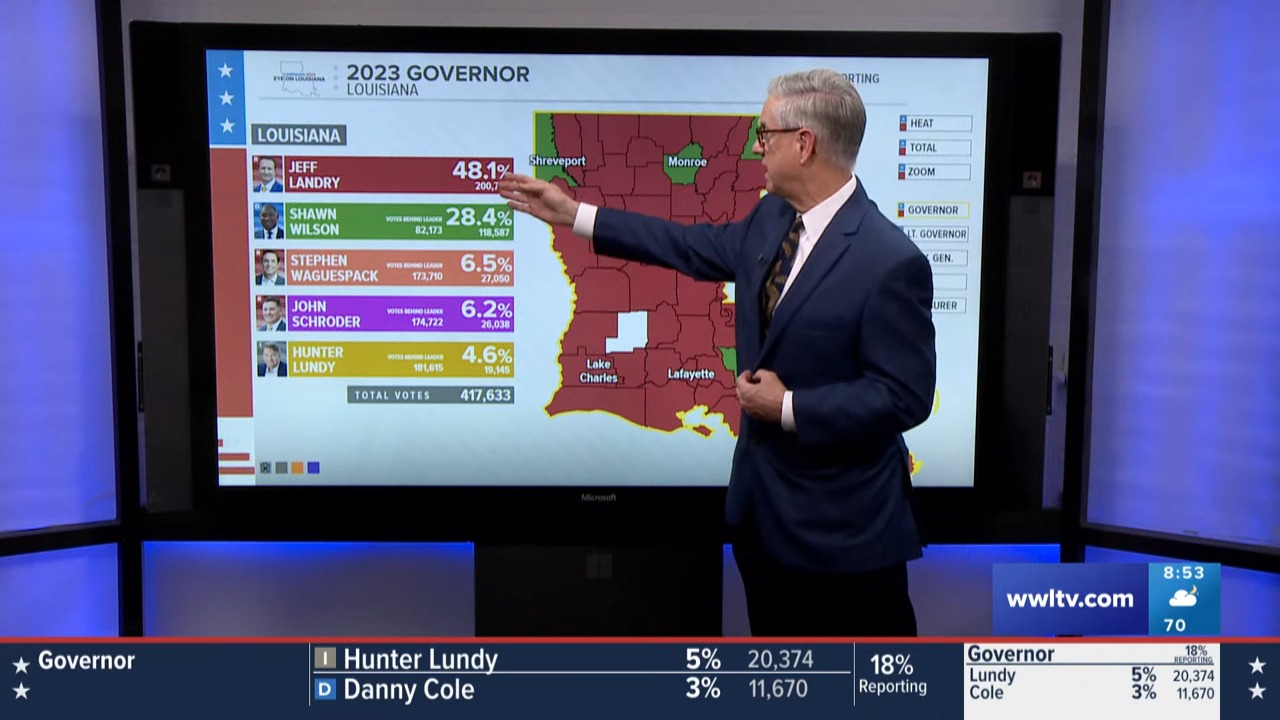 2023 GOVERNOR
LOUISIANA
EYE ON LOUISIANA
LOUISIANA
JEFF
LANDRY
48.1%
SHAWN
WILSON
VOTES BEHIND LEADER
82,173
28.4%
118,587
STEPHEN
WAGUESPACK
VOTES BEHIND LEADER
173,710
6.5%
27,050
JOHN
SCHRODER
VOTES BEHIND LEADER
174,722
6.2%
26,038
HUNTER
LUNDY
VOTES BEHIND LEADER
181,615
4.6%
19,145
TOTAL VOTES 417,633
Shreveport
Monroe
Lake
Charles
Lafayette
HEAT
TOTAL
ZOOM
GOVERNOR
LT. GOVERNOR
GEN.
Microsoft
wwltv.com
8:53
70
Governor
I Hunter Lundy 5% 20,374
D Danny Cole 3% 11,670
18%
Reporting
Governor
18%
REPORTING
Lundy 5% 20,374
Cole 3% 11,670